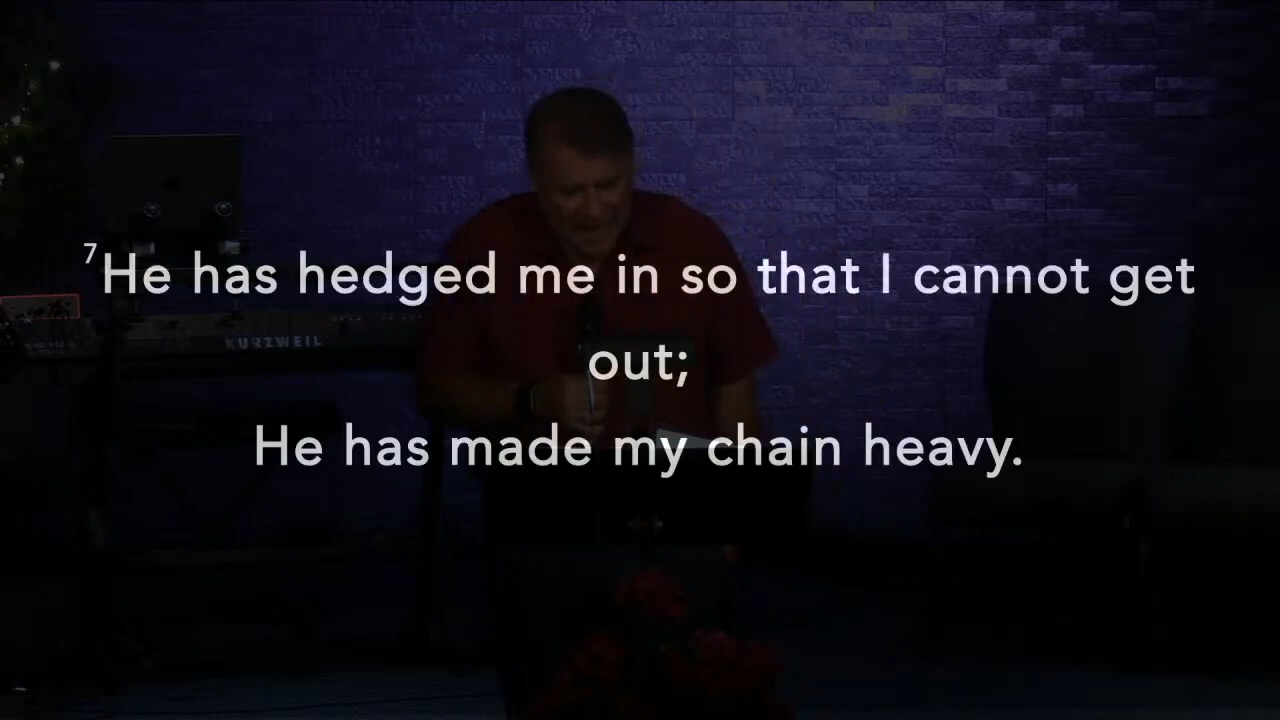 7He has hedged me in so that I cannot get
out;
He has made my chain heavy.
KURZWEIL